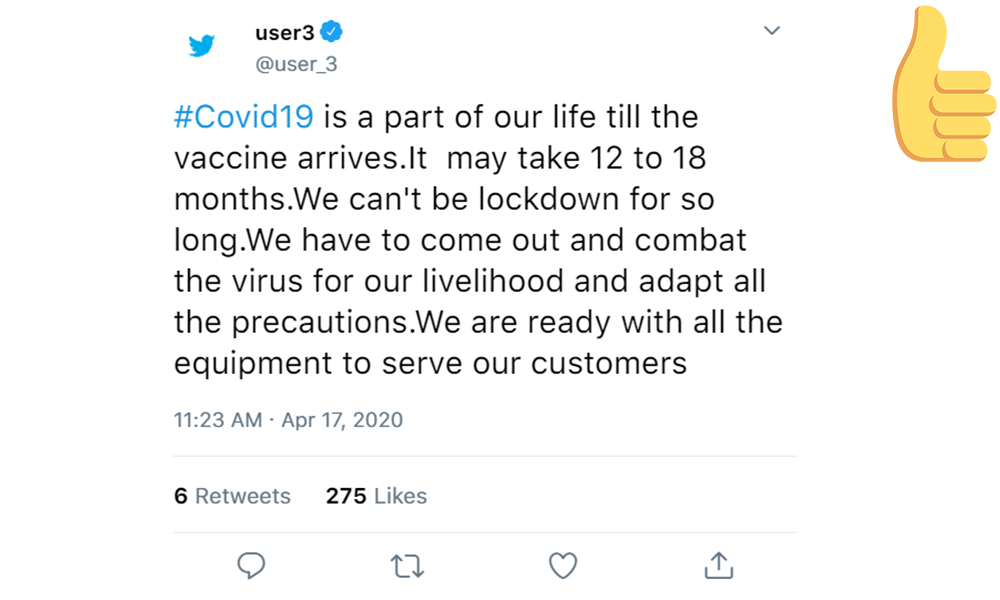 user3
@user_3
#Covid19 is a part of our life till the
vaccine arrives.It  may take 12 to 18
months.We can't be lockdown for so
long.We have to come out and combat
the virus for our livelihood and adapt all
the precautions.We are ready with all the
equipment to serve our customers
11:23 AM · Apr 17, 2020
6 Retweets 275 Likes